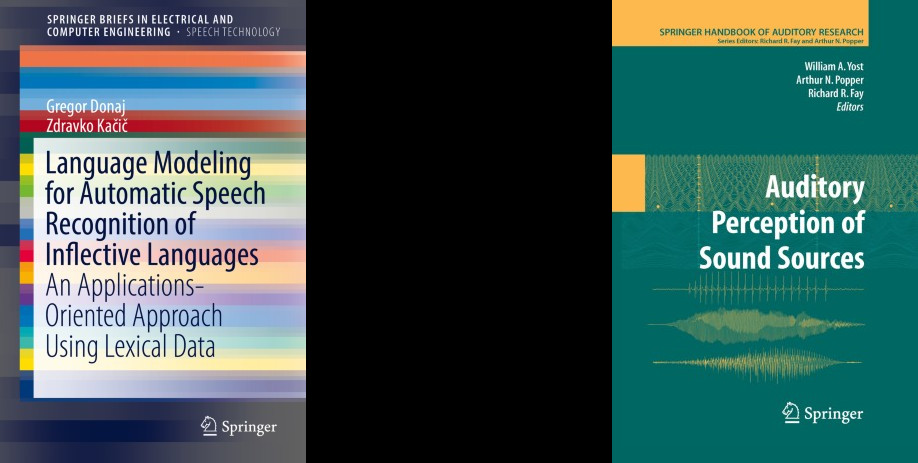 SPRINGER BRIEFS IN ELECTRICAL AND
COMPUTER ENGINEERING · SPEECH TECHNOLOGY
Gregor Donaj
Zdravko Kačič
Language Modeling
for Automatic Speech
Recognition of
Inflective Languages
An Applications-
Oriented Approach
Using Lexical Data
Springer
SPRINGER HANDBOOK OF AUDITORY RESEARCH
Series Editors: Richard R. Fay and Arthur N. Popper
William A. Yost
Arthur N. Popper
Richard R. Fay
Editors
Auditory
Perception of
Sound Sources
Springer